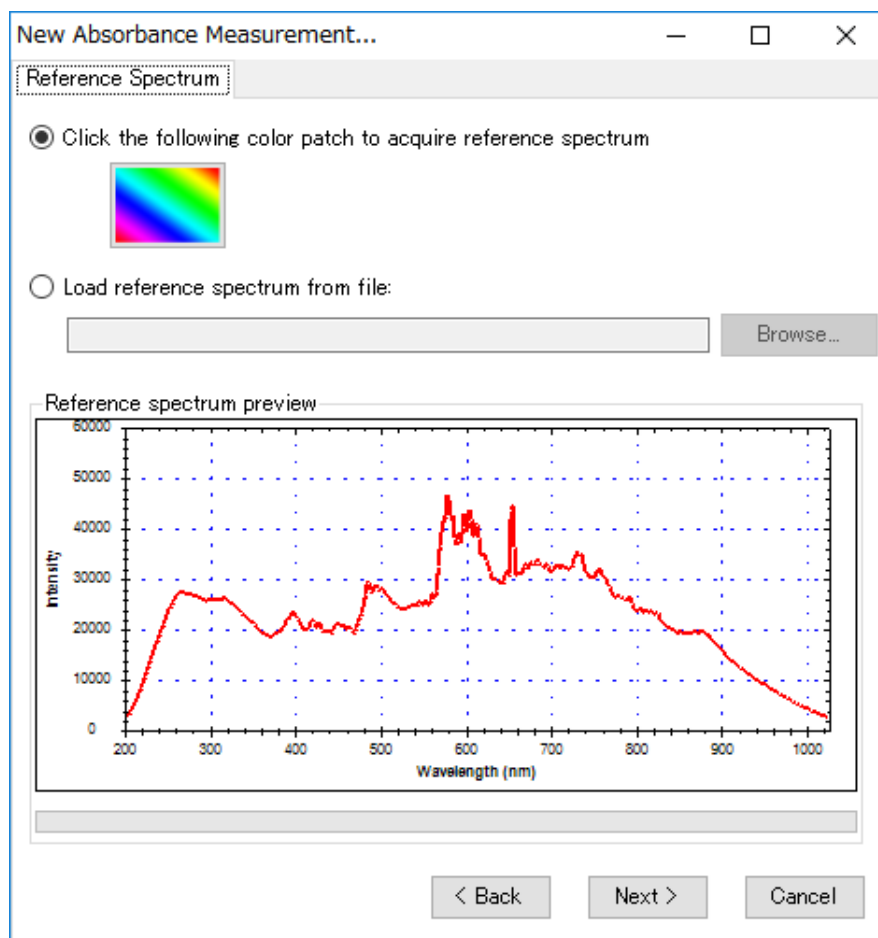 New Absorbance Measurement...
Reference Spectrum
Click the following color patch to acquire reference spectrum
Load reference spectrum from file:
Browse...
Reference spectrum preview
60000
50000
40000
30000
20000
10000
0
Intensity
200 300 400 500 600 700 800 900 1000
Wavelength (nm)
< Back Next > Cancel